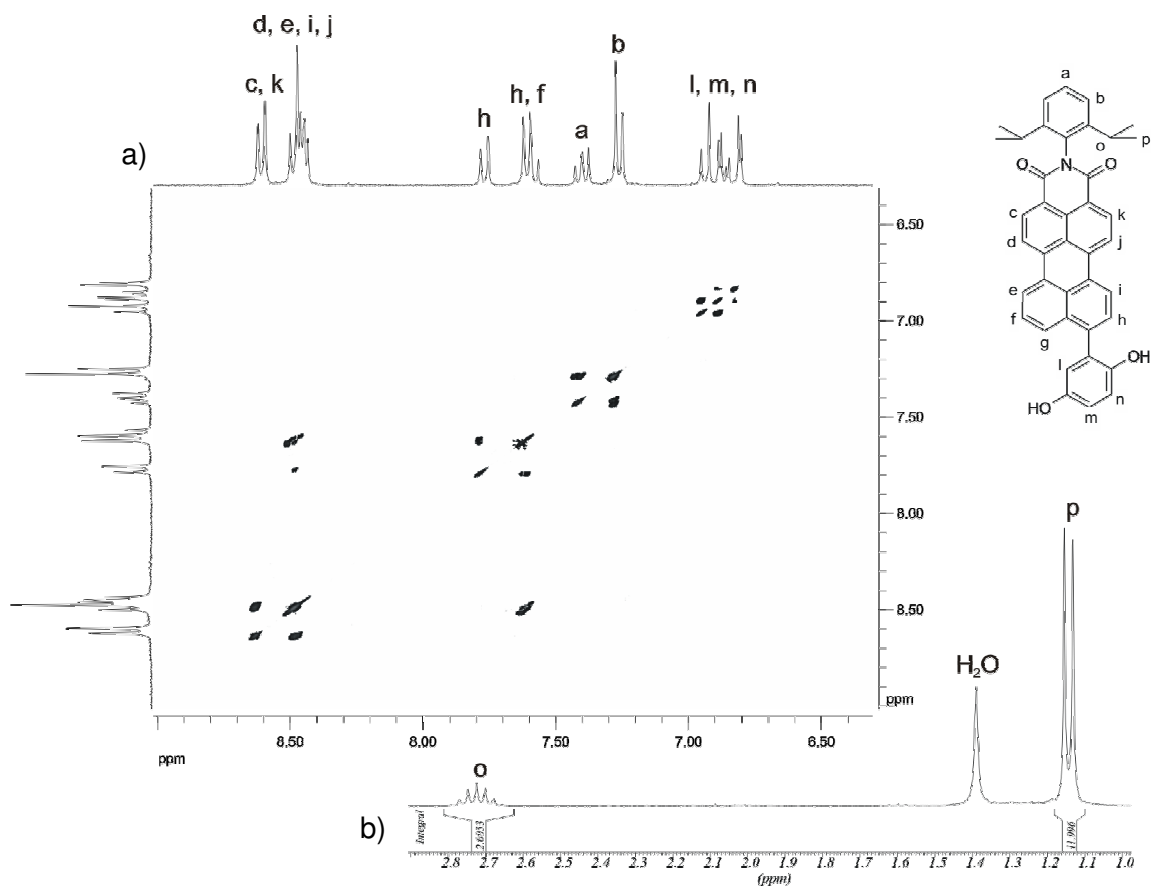 a)
c, k
d, e, i, j
h
h, f
a
b
l, m, n
6.50
7.00
7.50
8.00
8.50
ppm
8.50
8.00
7.50
7.00
6.50
ppm
a
b
o
p
N
O
O
c
k
d
j
e
i
f
h
g
l
OH
HO
m
n
b)
o
H₂O
p
Integral
2.0953
11.996
2.8
2.7
2.6
2.5
2.4
2.3
2.2
2.1
2.0
1.9
1.8
1.7
1.6
1.5
1.4
1.3
1.2
1.1
1.0
(ppm)